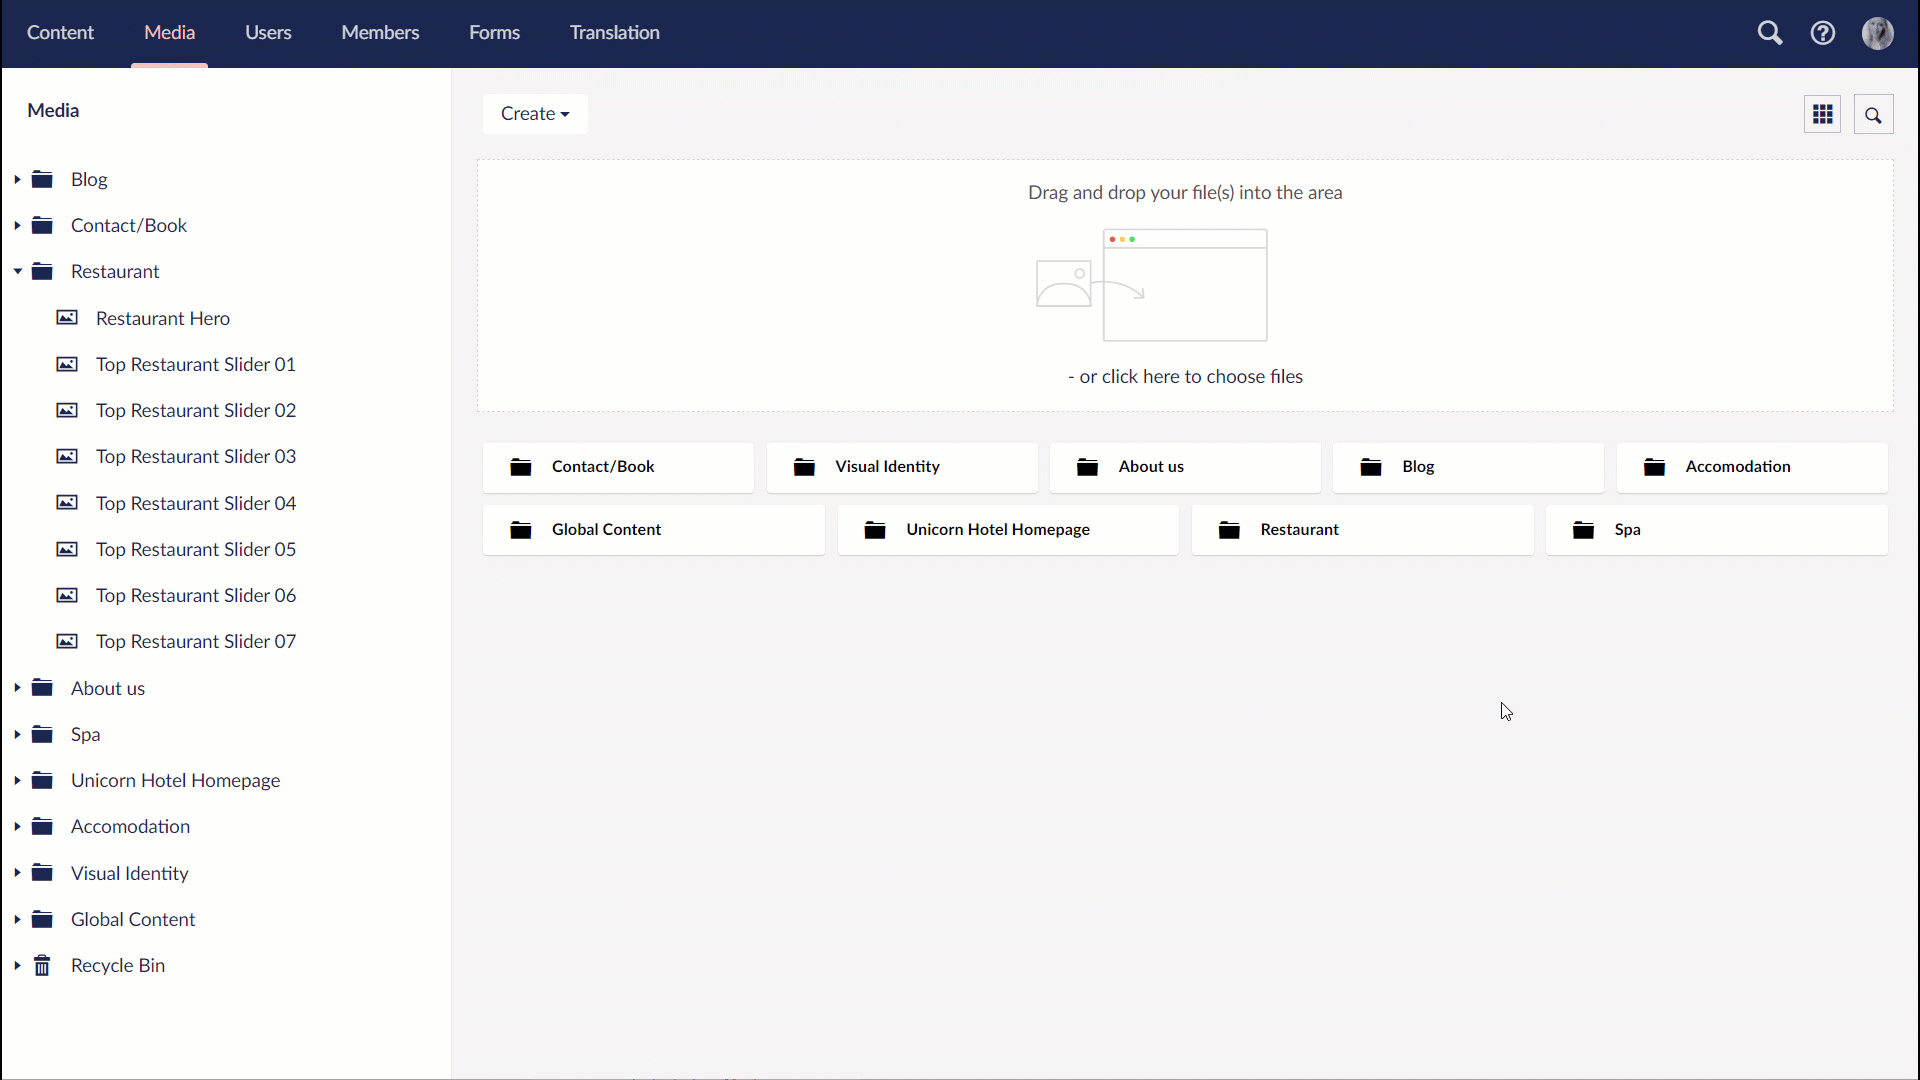 Content Media Users Members Forms Translation
Media
Blog
Contact/Book
Restaurant
Restaurant Hero
Top Restaurant Slider 01
Top Restaurant Slider 02
Top Restaurant Slider 03
Top Restaurant Slider 04
Top Restaurant Slider 05
Top Restaurant Slider 06
Top Restaurant Slider 07
About us
Spa
Unicorn Hotel Homepage
Accomodation
Visual Identity
Global Content
Recycle Bin
Create
Drag and drop your file(s) into the area
- or click here to choose files
Contact/Book Visual Identity About us Blog Accomodation
Global Content Unicorn Hotel Homepage Restaurant Spa